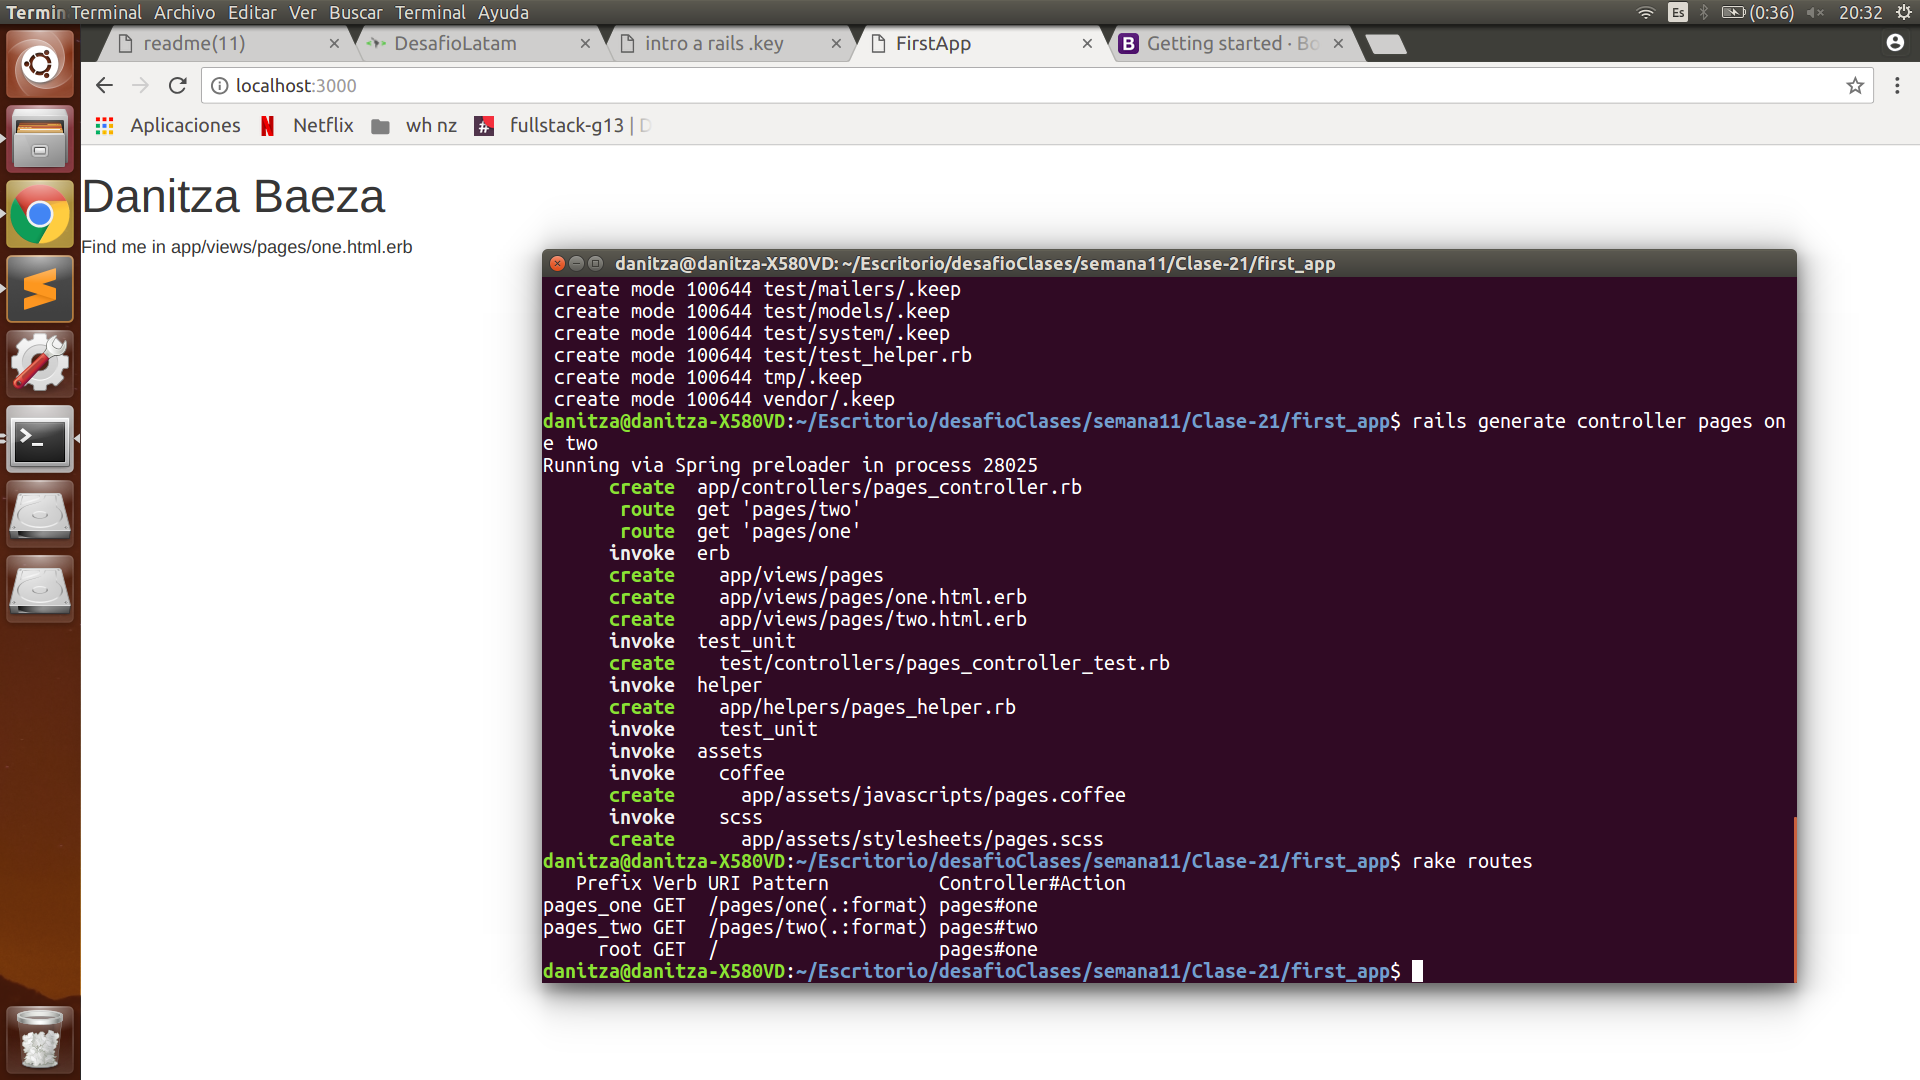 Termin Terminal Archivo Editar Ver Buscar Terminal Ayuda Es (0:36) 20:32
readme(11) DesafioLatam intro a rails .key FirstApp Getting started · Bo
localhost:3000
Aplicaciones Netflix wh nz fullstack-g13 | D
Danitza Baeza
Find me in app/views/pages/one.html.erb
danitza@danitza-X580VD: ~/Escritorio/desafioClases/semana11/Clase-21/first_app
create mode 100644 test/mailers/.keep
create mode 100644 test/models/.keep
create mode 100644 test/system/.keep
create mode 100644 test/test_helper.rb
create mode 100644 tmp/.keep
create mode 100644 vendor/.keep
danitza@danitza-X580VD:~/Escritorio/desafioClases/semana11/Clase-21/first_app$ rails generate controller pages on
e two
Running via Spring preloader in process 28025
create app/controllers/pages_controller.rb
route get 'pages/two'
route get 'pages/one'
invoke erb
create app/views/pages
create app/views/pages/one.html.erb
create app/views/pages/two.html.erb
invoke test_unit
create test/controllers/pages_controller_test.rb
invoke helper
create app/helpers/pages_helper.rb
invoke test_unit
invoke assets
invoke coffee
create app/assets/javascripts/pages.coffee
invoke scss
create app/assets/stylesheets/pages.scss
danitza@danitza-X580VD:~/Escritorio/desafioClases/semana11/Clase-21/first_app$ rake routes
Prefix Verb URI Pattern Controller#Action
pages_one GET /pages/one(.:format) pages#one
pages_two GET /pages/two(.:format) pages#two
root GET / pages#one
danitza@danitza-X580VD:~/Escritorio/desafioClases/semana11/Clase-21/first_app$